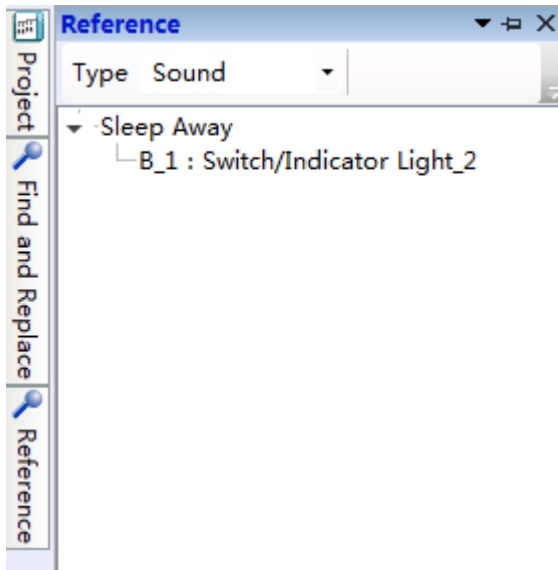 Reference
Type Sound
Sleep Away
B_1 : Switch/Indicator Light_2
Project
Find and Replace
Reference